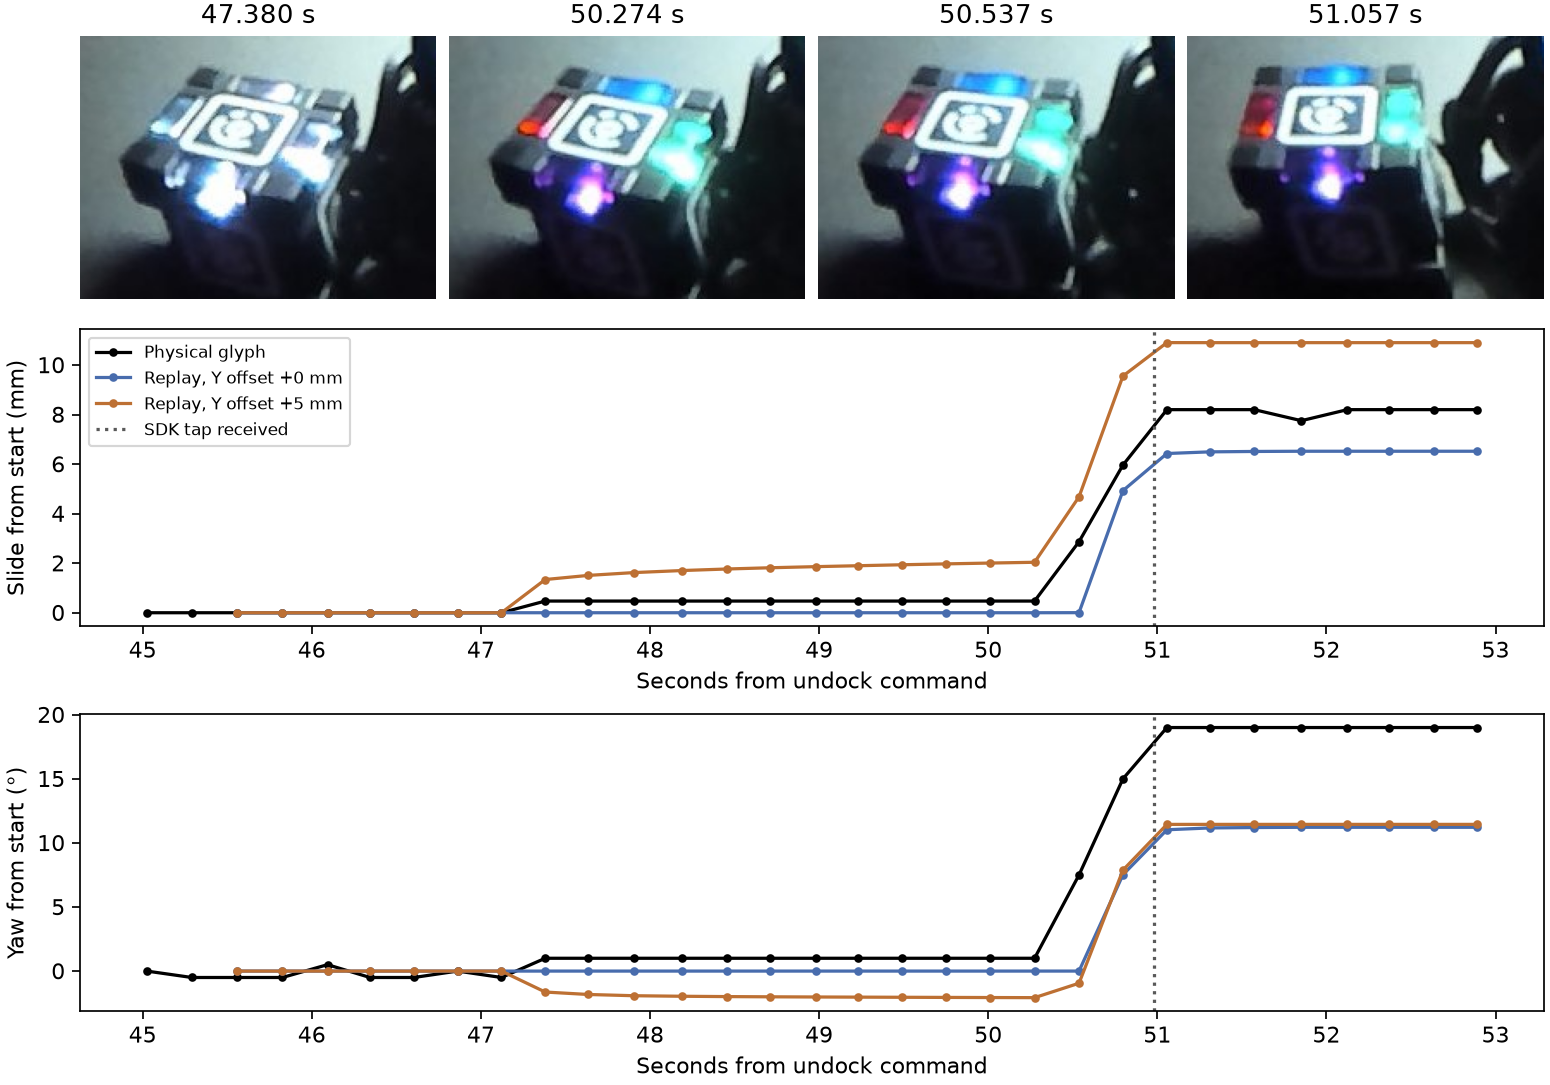 47.380 s
50.274 s
50.537 s
51.057 s
Slide from start (mm)
10
8
6
4
2
0
Physical glyph
Replay, Y offset +0 mm
Replay, Y offset +5 mm
SDK tap received
45 46 47 48 49 50 51 52 53
Seconds from undock command
Yaw from start (°)
20
15
10
5
0
45 46 47 48 49 50 51 52 53
Seconds from undock command